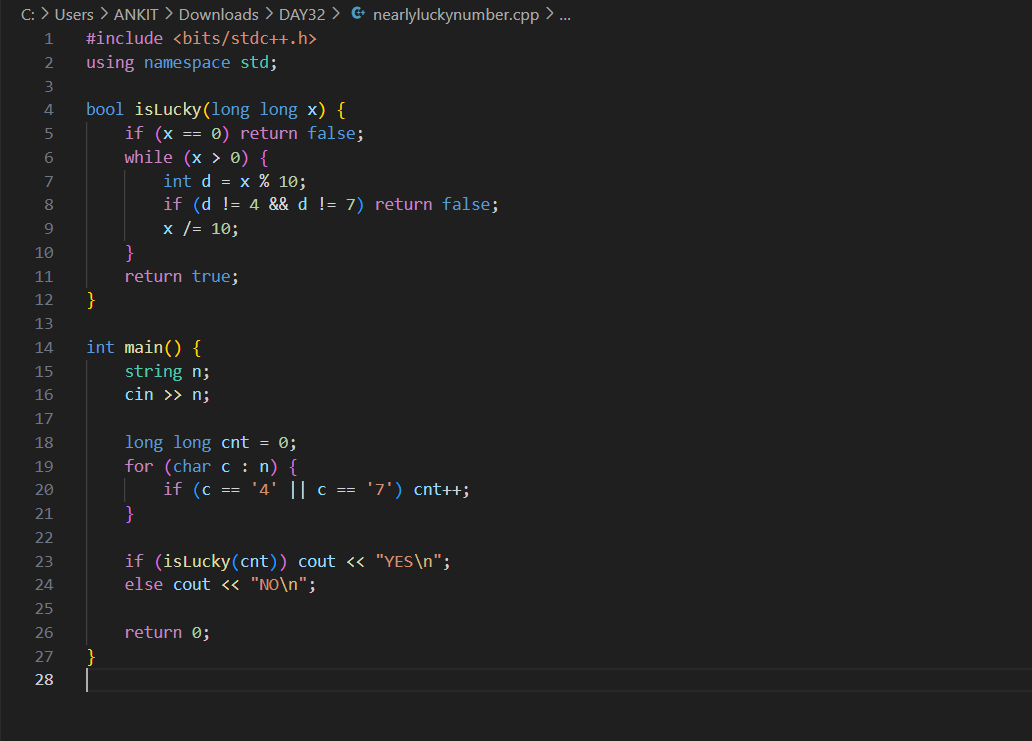 C: > Users > ANKIT > Downloads > DAY32 > nearlyluckynumber.cpp > ...
1 #include <bits/stdc++.h>
2 using namespace std;
3
4 bool isLucky(long long x) {
5     if (x == 0) return false;
6     while (x > 0) {
7         int d = x % 10;
8         if (d != 4 && d != 7) return false;
9         x /= 10;
10     }
11     return true;
12 }
13
14 int main() {
15     string n;
16     cin >> n;
17
18     long long cnt = 0;
19     for (char c : n) {
20         if (c == '4' || c == '7') cnt++;
21     }
22
23     if (isLucky(cnt)) cout << "YES\n";
24     else cout << "NO\n";
25
26     return 0;
27 }
28